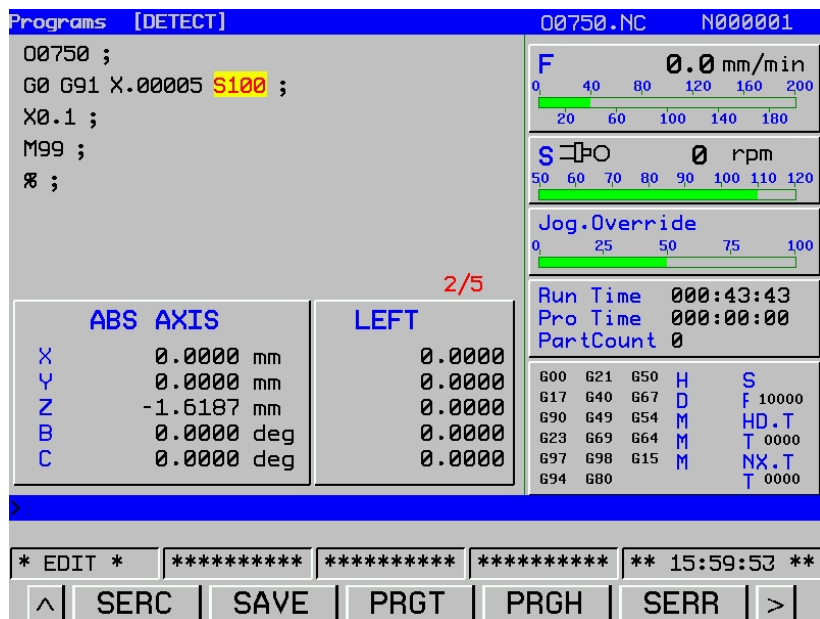 Programs [DETECT] O0750.NC N000001
O0750 ;
G0 G91 X.00005 S100 ;
X0.1 ;
M99 ;
% ;
2/5
F 0.0 mm/min
0 40 80 120 160 200
20 60 100 140 180
S 0 rpm
50 60 70 80 90 100 110 120
Jog.Override
0 25 50 75 100
Run Time 000:43:43
Pro Time 000:00:00
PartCount 0
ABS AXIS LEFT
X 0.0000 mm 0.0000
Y 0.0000 mm 0.0000
Z -1.6187 mm 0.0000
B 0.0000 deg 0.0000
C 0.0000 deg 0.0000
G00 G21 G50 H S
G17 G40 G67 D F 10000
G90 G49 G54 M HD.T
G23 G69 G64 M T 0000
G97 G98 G15 M NX.T
G94 G80 T 0000
>
* EDIT * ********** ********** ********** ** 15:59:53 **
^ SERC SAVE PRGT PRGH SERR >